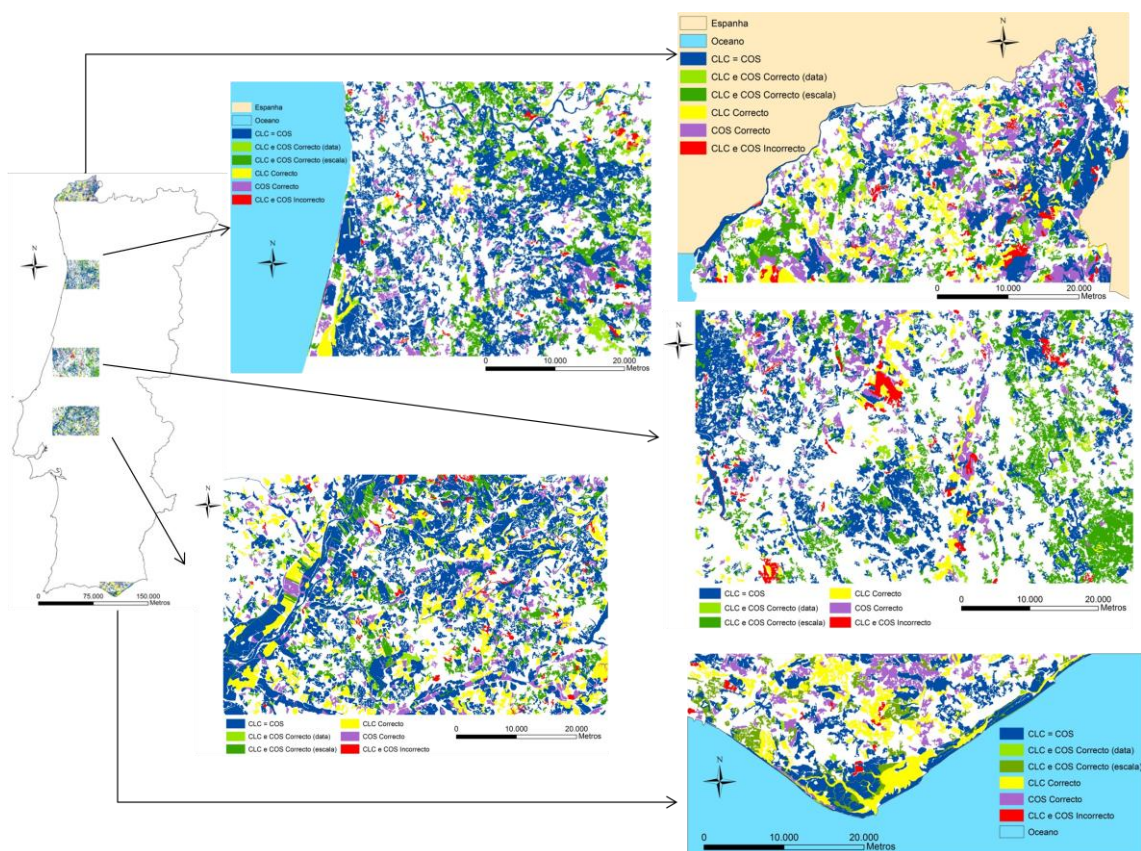 Espanha
Oceano
CLC = COS
CLC e COS Correcto (data)
CLC e COS Correcto (escala)
CLC Correcto
COS Correcto
CLC e COS Incorrecto
N
0 10.000 20.000
Metros
Espanha
Oceano
CLC = COS
CLC e COS Correcto (data)
CLC e COS Correcto (escala)
CLC Correcto
COS Correcto
CLC e COS Incorrecto
N
0 10.000 20.000
Metros
N
0 75.000 150.000
Metros
N
CLC = COS CLC Correcto
CLC e COS Correcto (data) COS Correcto
CLC e COS Correcto (escala) CLC e COS Incorrecto
0 10.000 20.000
Metros
N
CLC = COS CLC Correcto
CLC e COS Correcto (data) COS Correcto
CLC e COS Correcto (escala) CLC e COS Incorrecto
0 10.000 20.000
Metros
N
CLC = COS
CLC e COS Correcto (data)
CLC e COS Correcto (escala)
CLC Correcto
COS Correcto
CLC e COS Incorrecto
Oceano
0 10.000 20.000
Metros